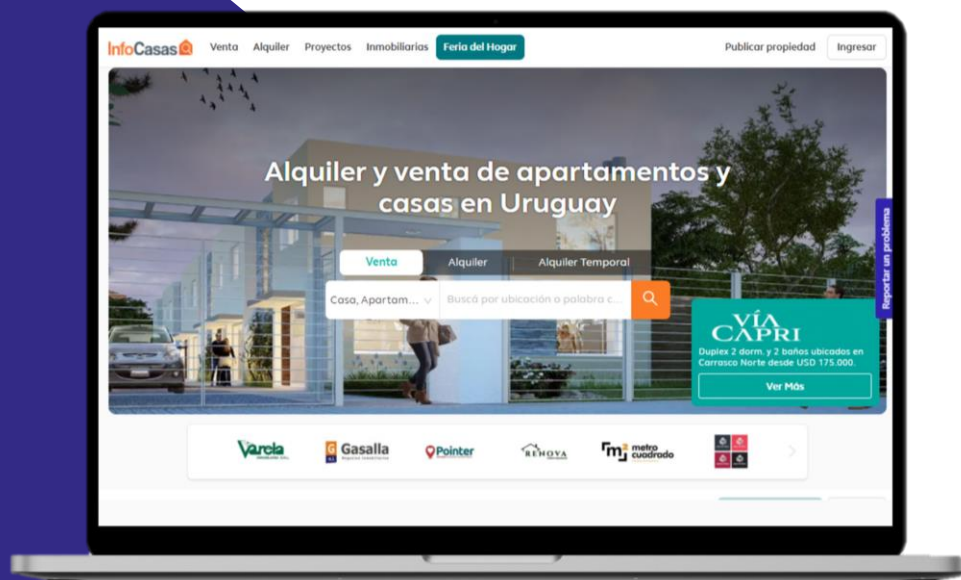 InfoCasas
Venta Alquiler Proyectos Inmobiliarias Feria del Hogar Publicar propiedad Ingresar
Alquiler y venta de apartamentos y
casas en Uruguay
Venta Alquiler Alquiler Temporal
Casa, Apartam... Buscá por ubicación o palabra c...
Reportar un problema
VÍA
CAPRI
Duplex 2 dorm. y 2 baños ubicados en
Carrasco Norte desde USD 175.000.
Ver Más
Varela Gasalla Pointer RENOVA metro
cuadrado